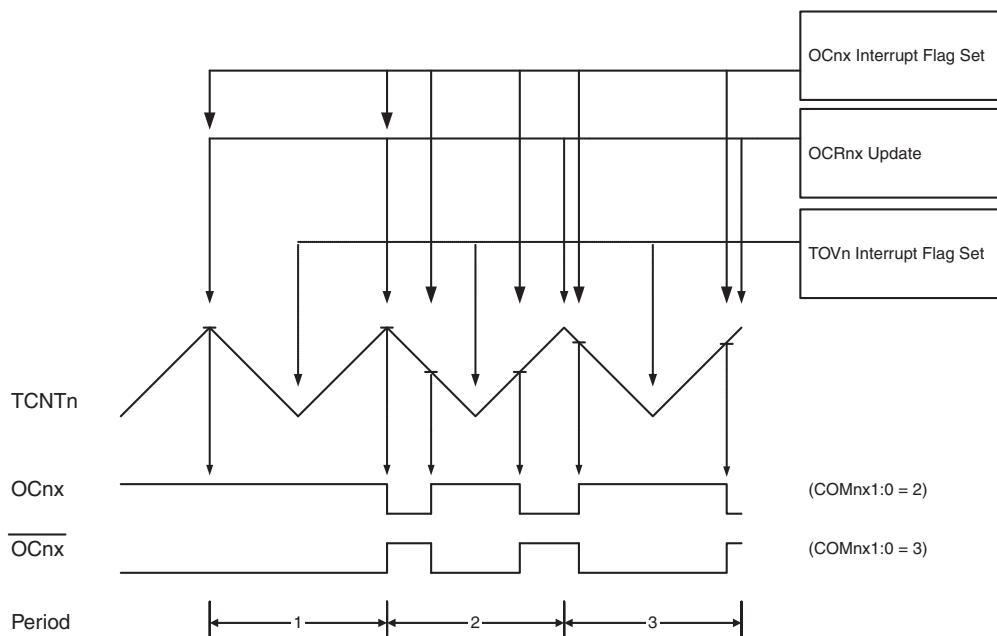 OCnx Interrupt Flag Set
OCRnx Update
TOVn Interrupt Flag Set
TCNTn
OCnx
(COMnx1:0 = 2)
OCnx
(COMnx1:0 = 3)
Period
1
2
3